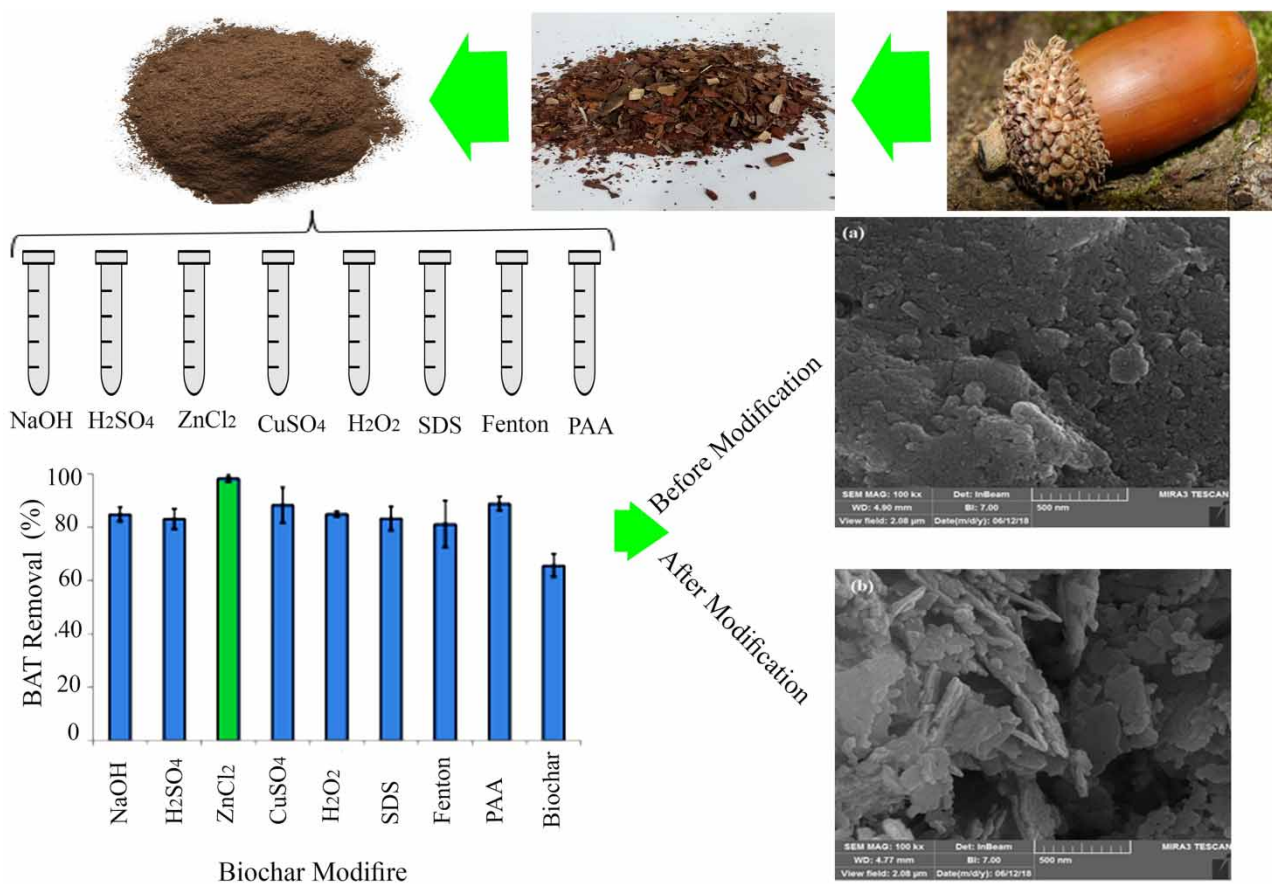 NaOH H2SO4 ZnCl2 CuSO4 H2O2 SDS Fenton PAA
BAT Removal (%)
100
80
60
.40
20
0
NaOH
H2SO4
ZnCl2
CuSO4
H2O2
SDS
Fenton
PAA
Biochar
Biochar Modifire
Before Modification
After Modification
(a)
SEM MAG: 100 kx Det: InBeam MIRA3 TESCAN
WD: 4.90 mm BI: 7.00 500 nm
View field: 2.08 µm Date(m/d/y): 06/12/18
(b)
SEM MAG: 100 kx Det: InBeam MIRA3 TESCAN
WD: 4.77 mm BI: 7.00 500 nm
View field: 2.08 µm Date(m/d/y): 06/12/18